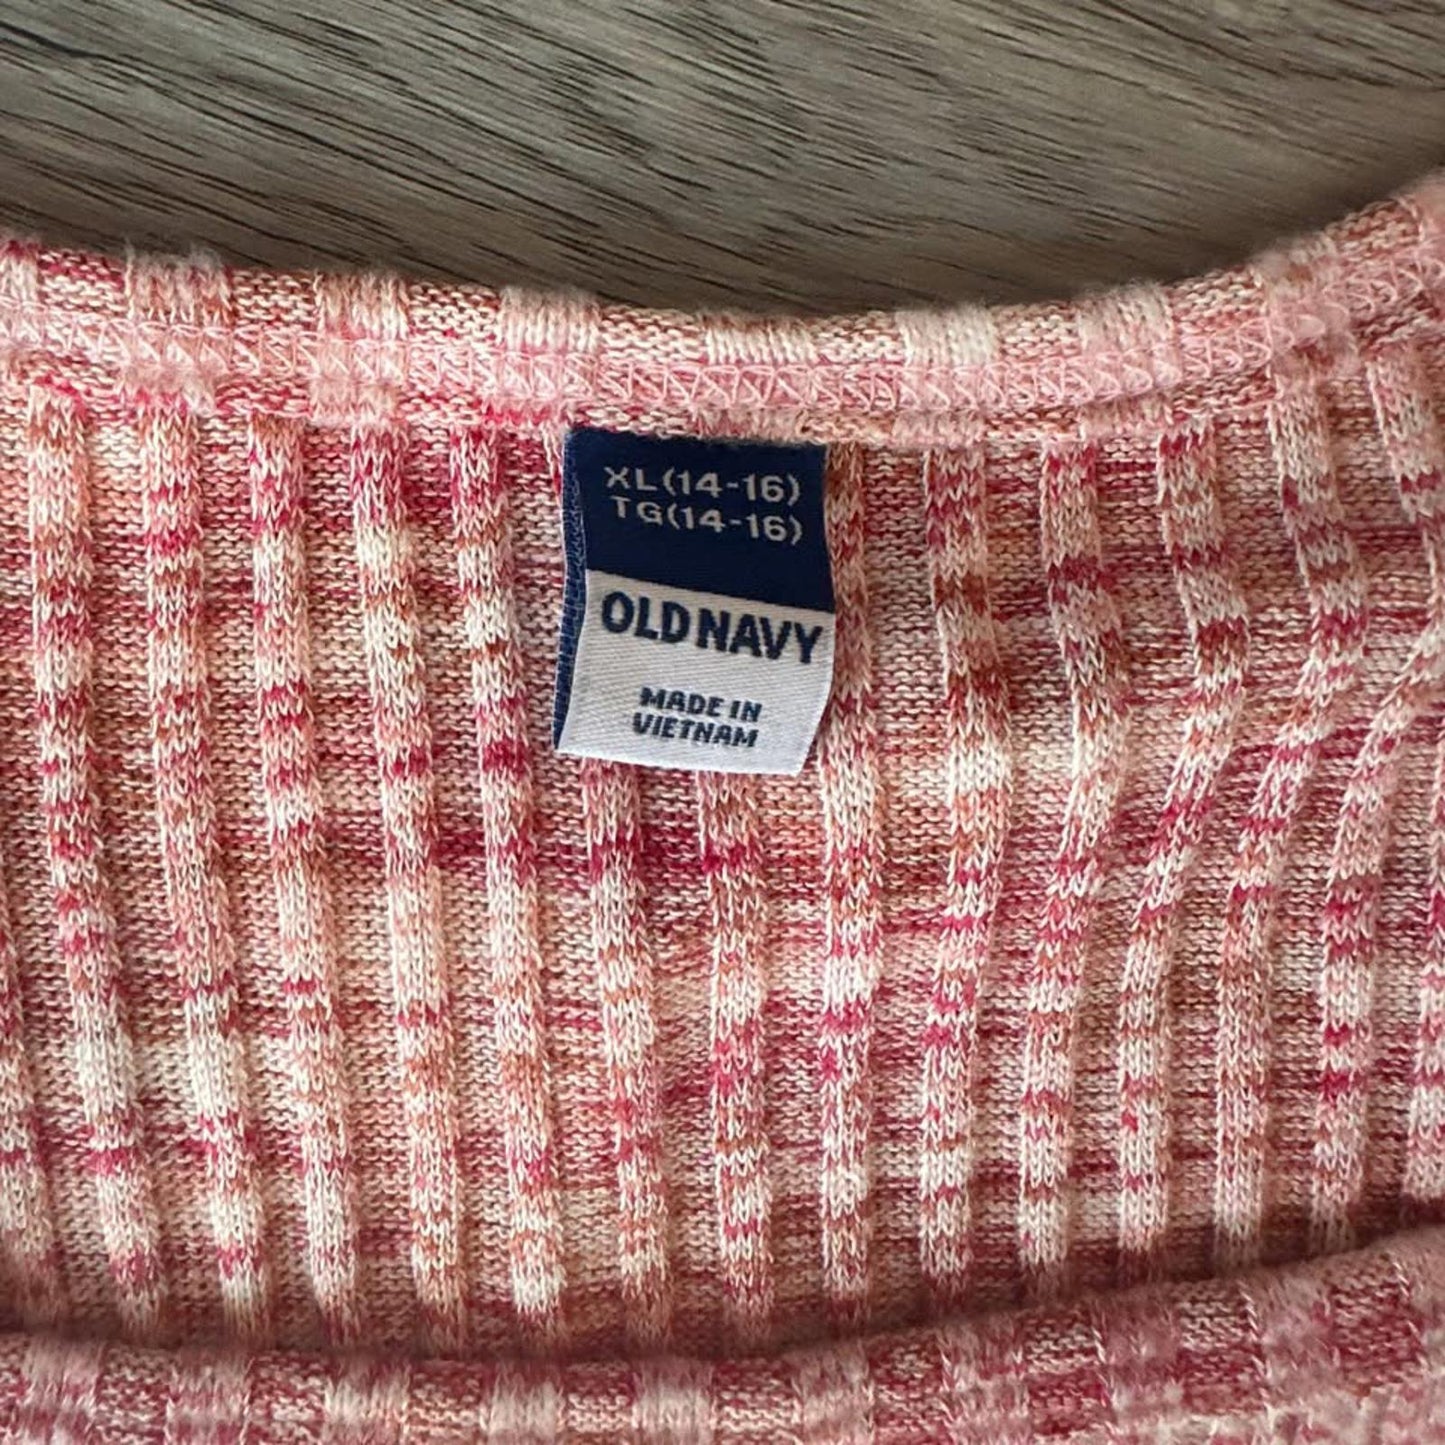 XL(14-16)
TG(14-16)
OLD NAVY
MADE IN
VIETNAM